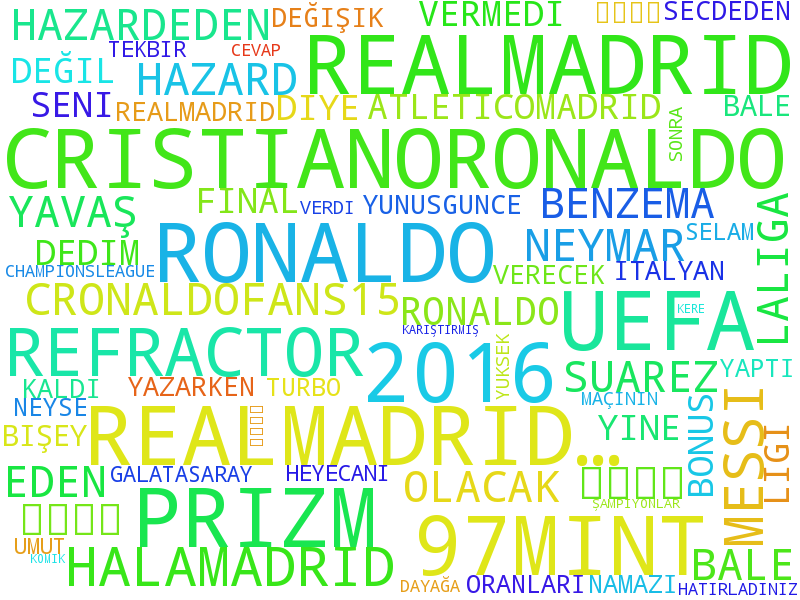 HAZARDEDEN
DEĞIŞIK
VERMEDI
SECDEDEN
TEKBIR
CEVAP
REALMADRID
DEĞIL
HAZARD
SENI
REALMADRID
DIYE
ATLETICOMADRID
BALE
SONRA
CRISTIANORONALDO
YAVAŞ
FINAL
VERDI
YUNUSGUNCE
BENZEMA
LALIGA
DEDIM
RONALDO
NEYMAR
SELAM
CHAMPIONSLEAGUE
VERECEK
ITALYAN
CRONALDOFANS15
RONALDO
UEFA
KERE
REFRACTOR
KARIŞTIRMIŞ
YUKSEK
2016
SUAREZ
YAPTI
KALDI
YAZARKEN
TURBO
MAÇININ
NEYSE
BIŞEY
REALMADRID…
YINE
BONUS
MESSI
LIGI
EDEN
GALATASARAY
HEYECANI
OLACAK
ŞAMPIYONLAR
PRIZM
97MINT
UMUT
KOMIK
HALAMADRID
BALE
DAYAĞA
ORANLARI
NAMAZI
HATIRLADINIZ